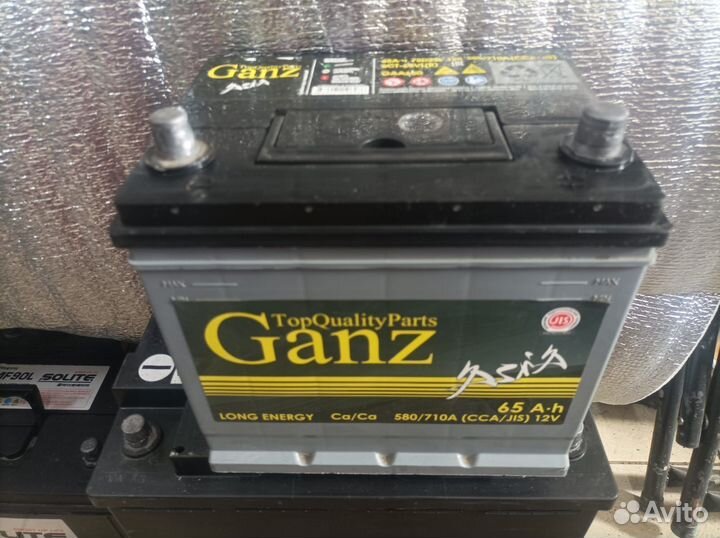 Ganz
ASIA
TopQualityParts
Ganz
ASIA
JIS
65 A·h
LONG ENERGY Ca/Ca 580/710A (CCA/JIS) 12V
MF90L SOLITE
Avito